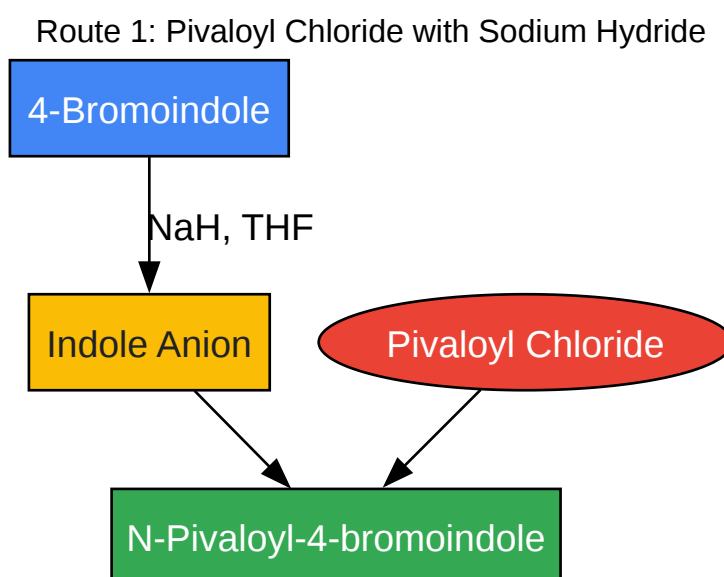 Route 1: Pivaloyl Chloride with Sodium Hydride
4-Bromoindole
NaH, THF
Indole Anion
Pivaloyl Chloride
N-Pivaloyl-4-bromoindole